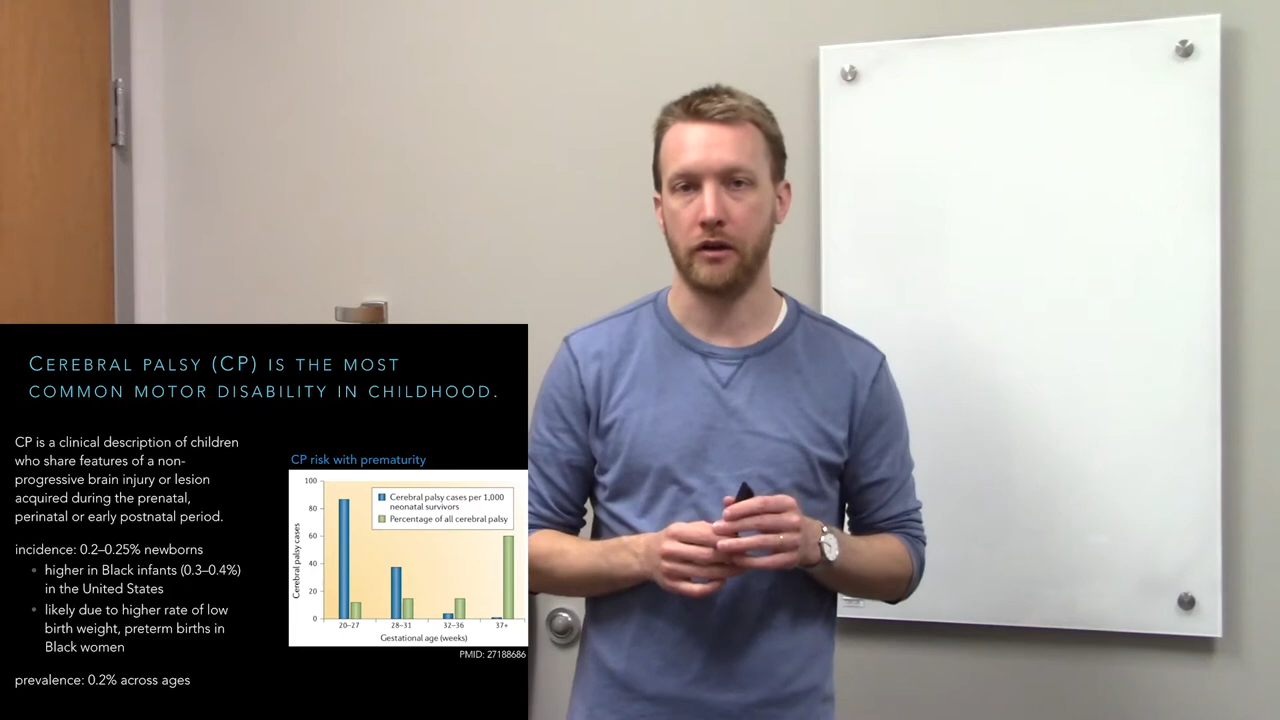 CEREBRAL PALSY (CP) IS THE MOST
COMMON MOTOR DISABILITY IN CHILDHOOD.
CP is a clinical description of children
who share features of a non-
progressive brain injury or lesion
acquired during the prenatal,
perinatal or early postnatal period.
incidence: 0.2–0.25% newborns
• higher in Black infants (0.3–0.4%)
in the United States
• likely due to higher rate of low
birth weight, preterm births in
Black women
prevalence: 0.2% across ages
CP risk with prematurity
Cerebral palsy cases per 1,000
neonatal survivors
Percentage of all cerebral palsy
Cerebral palsy cases
100
80
60
40
20
0
20–27 28–31 32–36 37+
Gestational age (weeks)
PMID: 27188686